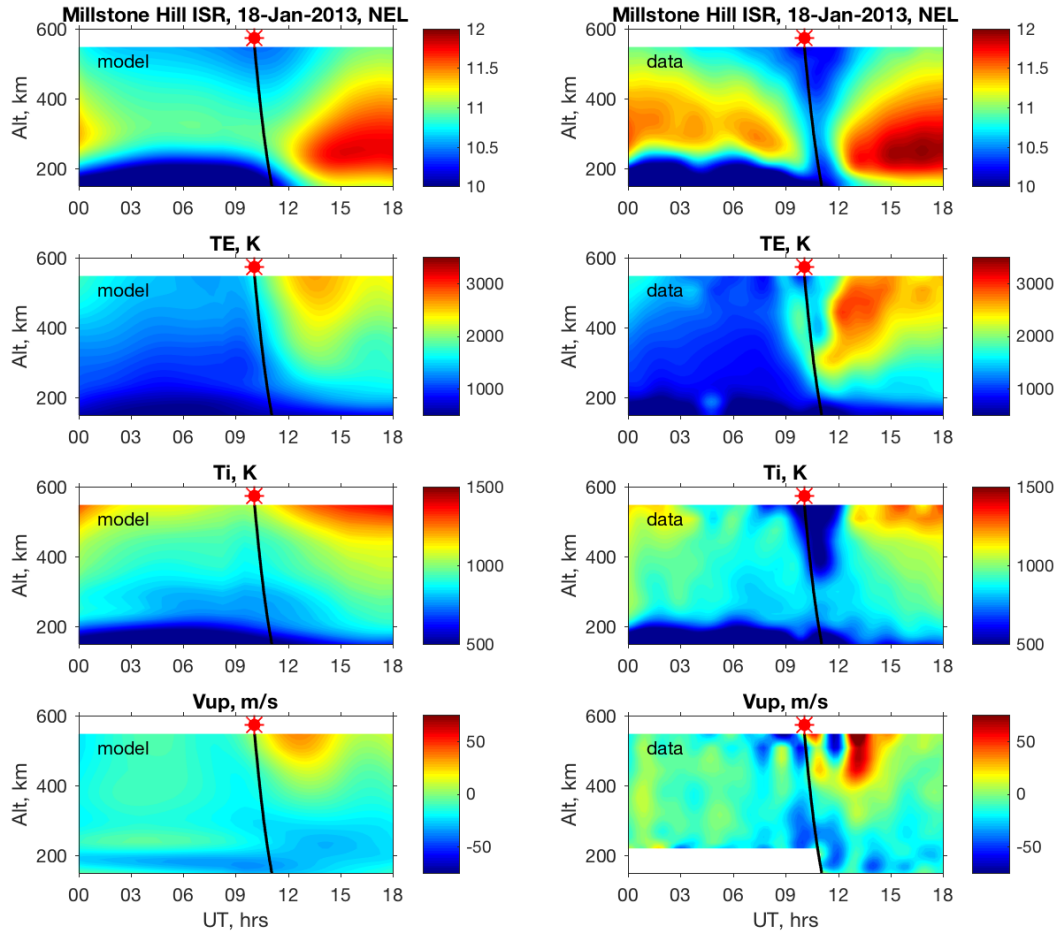 Millstone Hill ISR, 18-Jan-2013, NEL
600
400
200
Alt, km
model
00 03 06 09 12 15 18
12
11.5
11
10.5
10
Millstone Hill ISR, 18-Jan-2013, NEL
600
400
200
Alt, km
data
00 03 06 09 12 15 18
12
11.5
11
10.5
10
TE, K
600
400
200
Alt, km
model
00 03 06 09 12 15 18
3000
2000
1000
TE, K
600
400
200
Alt, km
data
00 03 06 09 12 15 18
3000
2000
1000
Ti, K
600
400
200
Alt, km
model
00 03 06 09 12 15 18
1500
1000
500
Ti, K
600
400
200
Alt, km
data
00 03 06 09 12 15 18
1500
1000
500
Vup, m/s
600
400
200
Alt, km
model
00 03 06 09 12 15 18
UT, hrs
50
0
-50
Vup, m/s
600
400
200
Alt, km
data
00 03 06 09 12 15 18
UT, hrs
50
0
-50